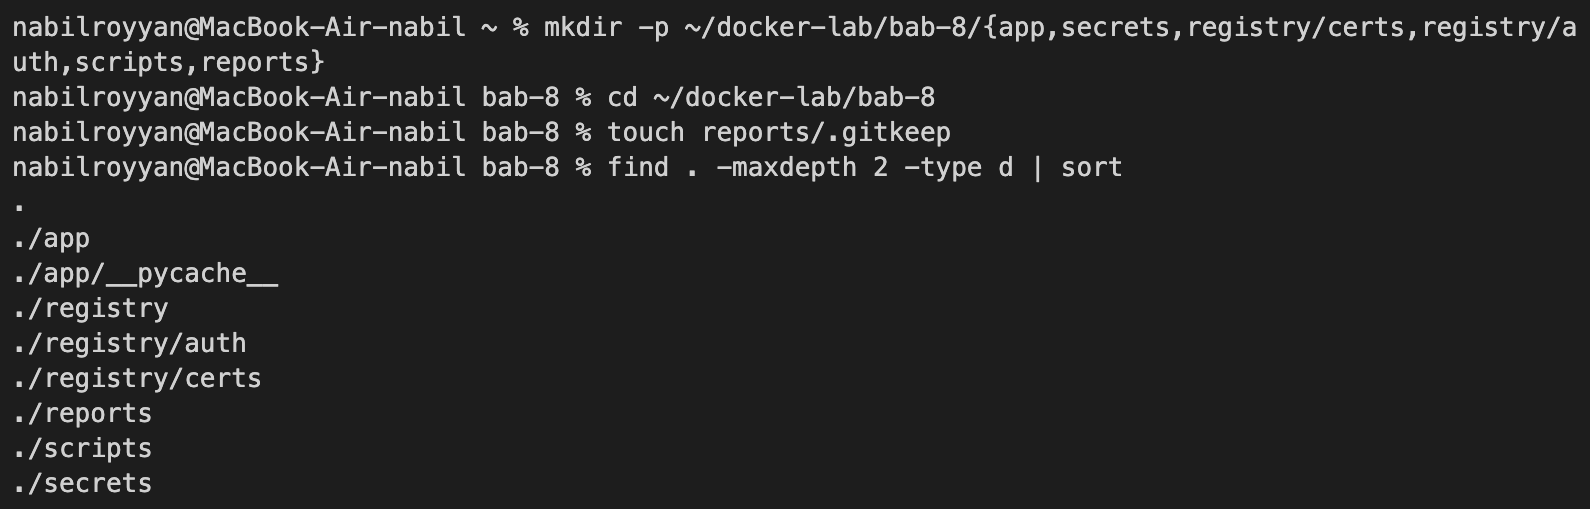 nabilroyyan@MacBook-Air-nabil ~ % mkdir -p ~/docker-lab/bab-8/{app,secrets,registry/certs,registry/a
uth,scripts,reports}
nabilroyyan@MacBook-Air-nabil bab-8 % cd ~/docker-lab/bab-8
nabilroyyan@MacBook-Air-nabil bab-8 % touch reports/.gitkeep
nabilroyyan@MacBook-Air-nabil bab-8 % find . -maxdepth 2 -type d | sort
.
./app
./app/__pycache__
./registry
./registry/auth
./registry/certs
./reports
./scripts
./secrets